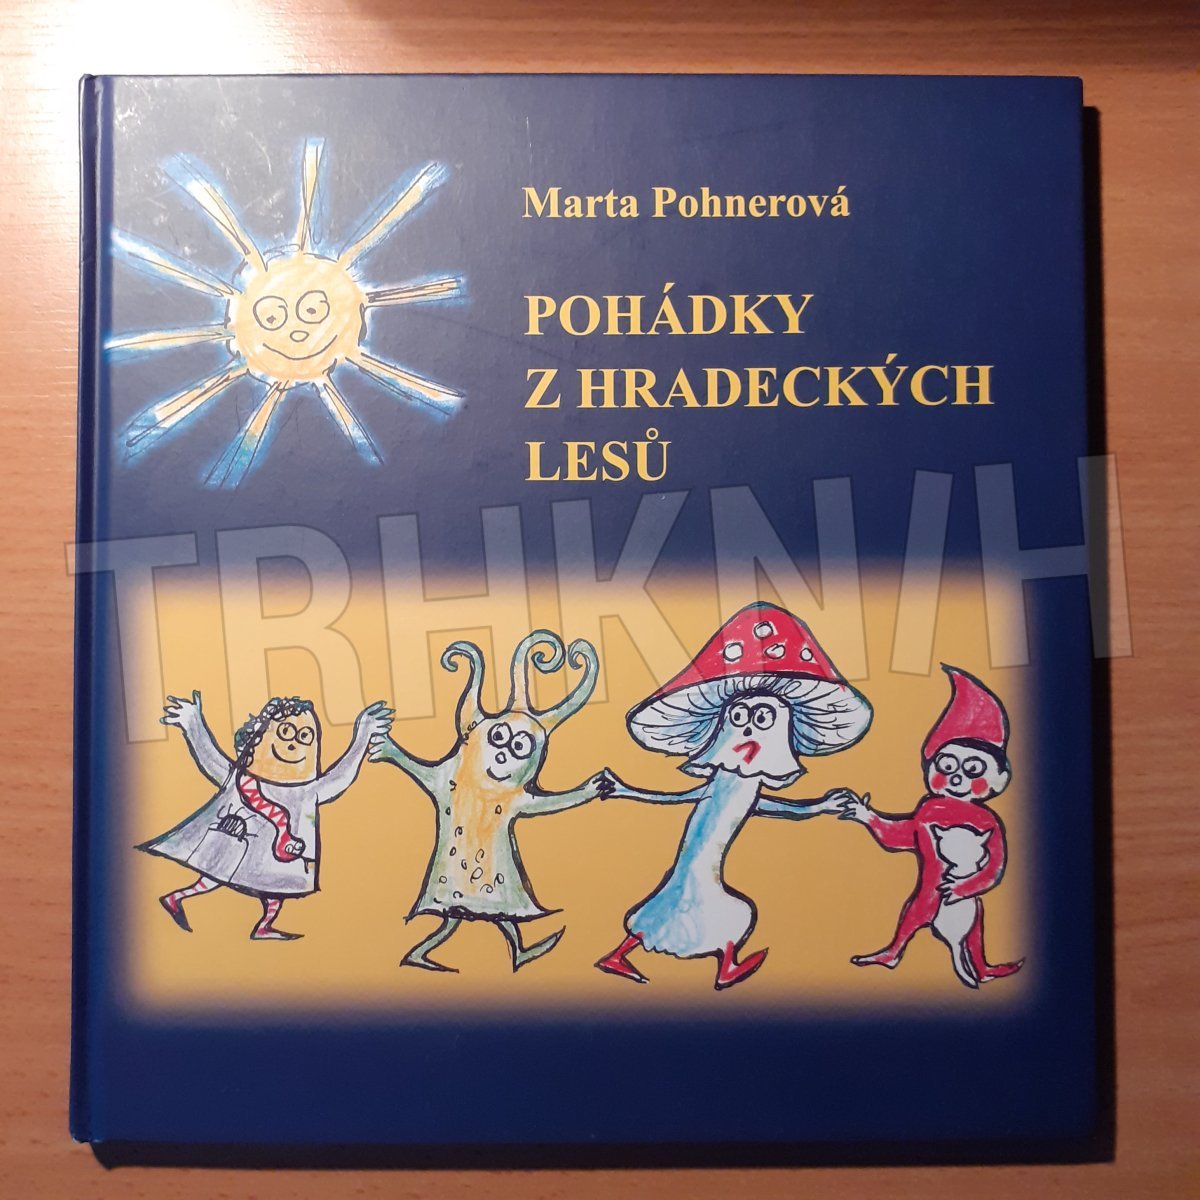 Marta Pohnerová
POHÁDKY
Z HRADECKÝCH
LESŮ
TRHKNIH